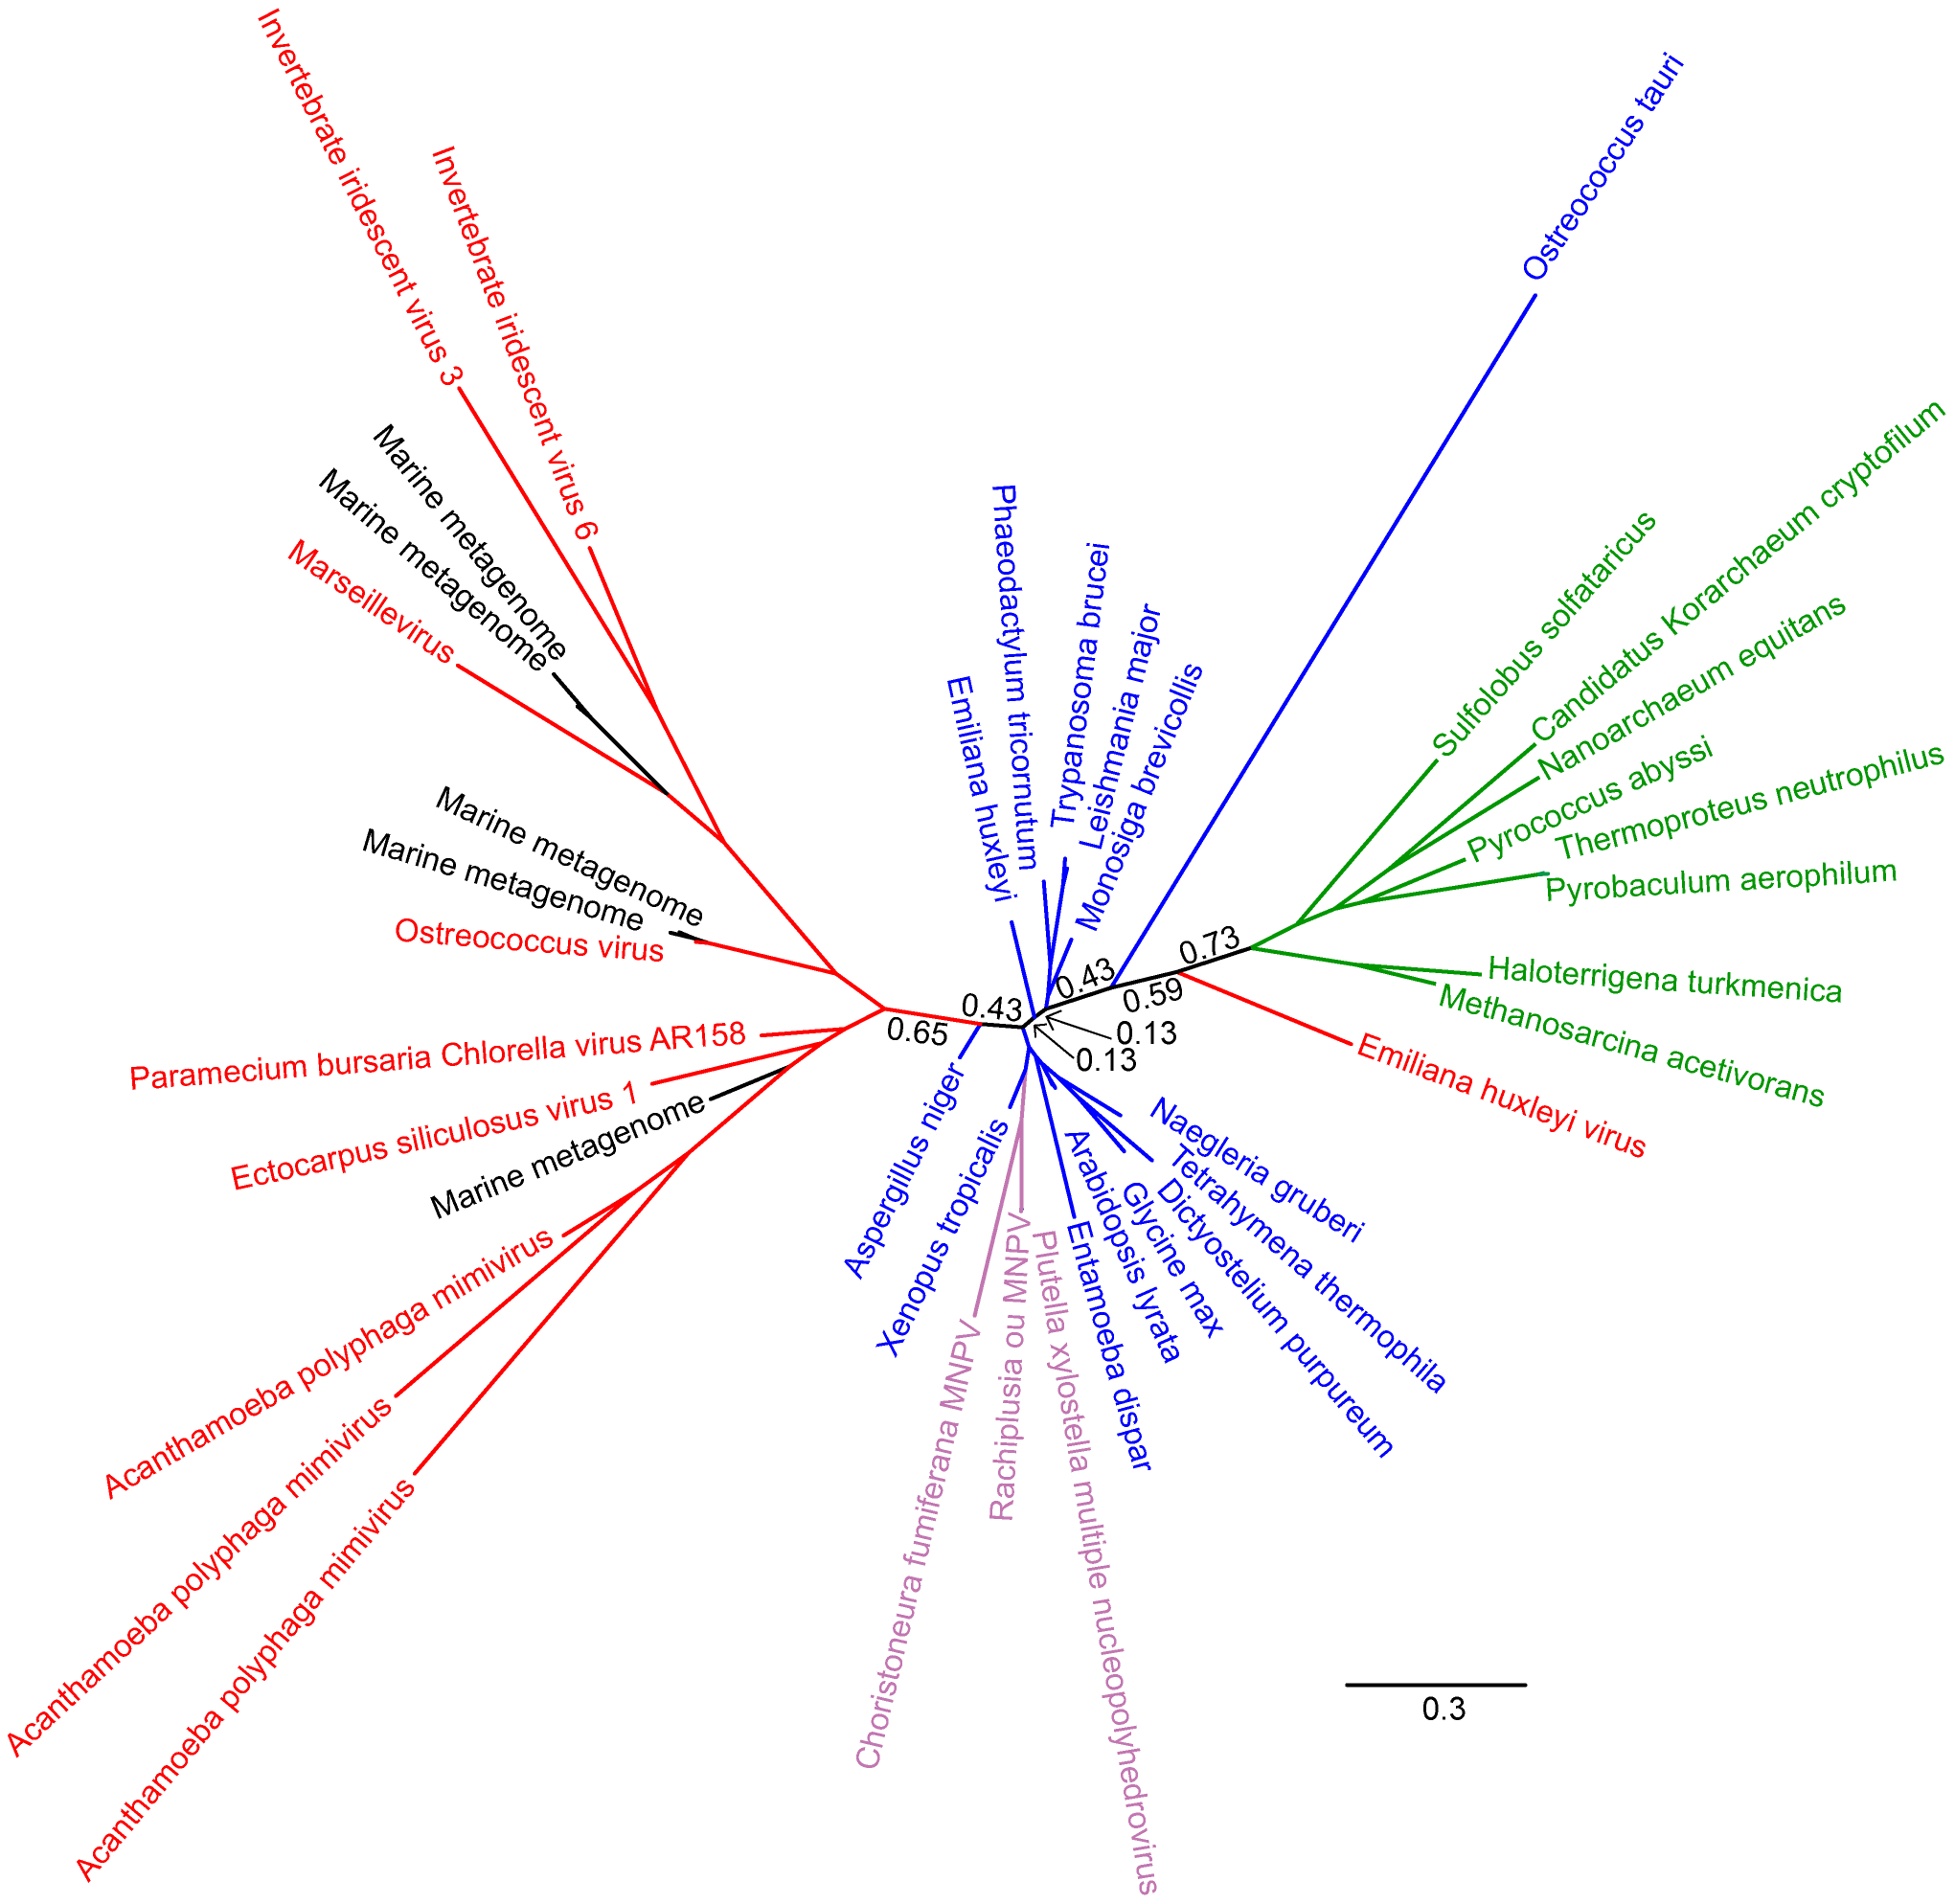 Invertebrate iridescent virus 3
Invertebrate iridescent virus 6
Marine metagenome
Marine metagenome
Marseillevirus
Marine metagenome
Marine metagenome
Ostreococcus virus
Paramecium bursaria Chlorella virus AR158
Ectocarpus siliculosus virus 1
Marine metagenome
Acanthamoeba polyphaga mimivirus
Acanthamoeba polyphaga mimivirus
Acanthamoeba polyphaga mimivirus
Emiliana huxleyi
Phaeodactylum tricornutum
Trypanosoma brucei
Leishmania major
Monosiga brevicollis
Ostreococcus tauri
Sulfolobus solfataricus
Candidatus Korarchaeum cryptofilum
Nanoarchaeum equitans
Pyrococcus abyssi
Thermoproteus neutrophilus
Pyrobaculum aerophilum
Haloterrigena turkmenica
Methanosarcina acetivorans
Emiliana huxleyi virus
0.73
0.43
0.59
0.43
0.65
0.13
0.13
Naegleria gruberi
Tetrahymena thermophila
Dictyostelium purpureum
Glycine max
Arabidopsis lyrata
Entamoeba dispar
Plutella xylostella multiple nucleopolyhedrovirus
Rachiplusia ou MNPV
Choristoneura fumiferana MNPV
Xenopus tropicalis
Aspergillus niger
0.3